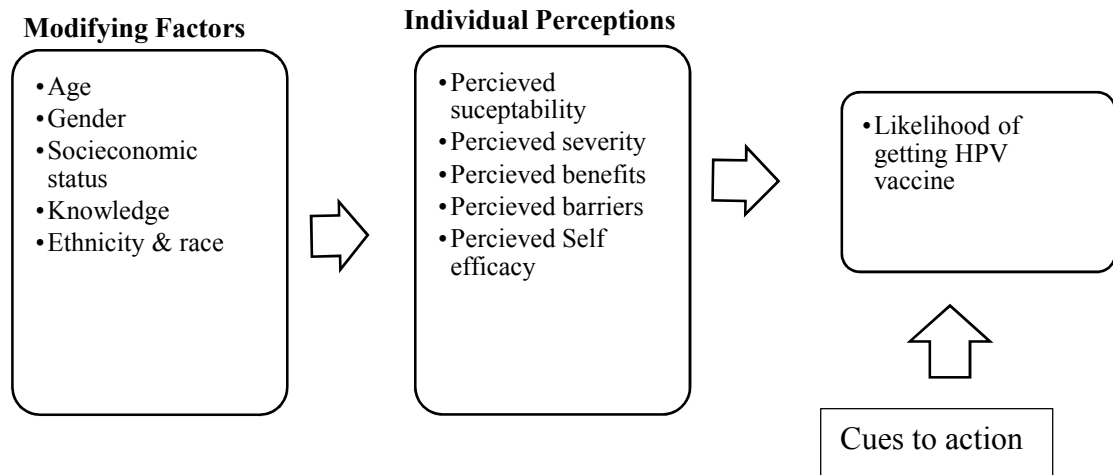 Modifying Factors
•Age
•Gender
•Socieconomic
status
•Knowledge
•Ethnicity & race
Individual Perceptions
•Percieved
suceptability
•Percieved severity
•Percieved benefits
•Percieved barriers
•Percieved Self
efficacy
•Likelihood of
getting HPV
vaccine
Cues to action